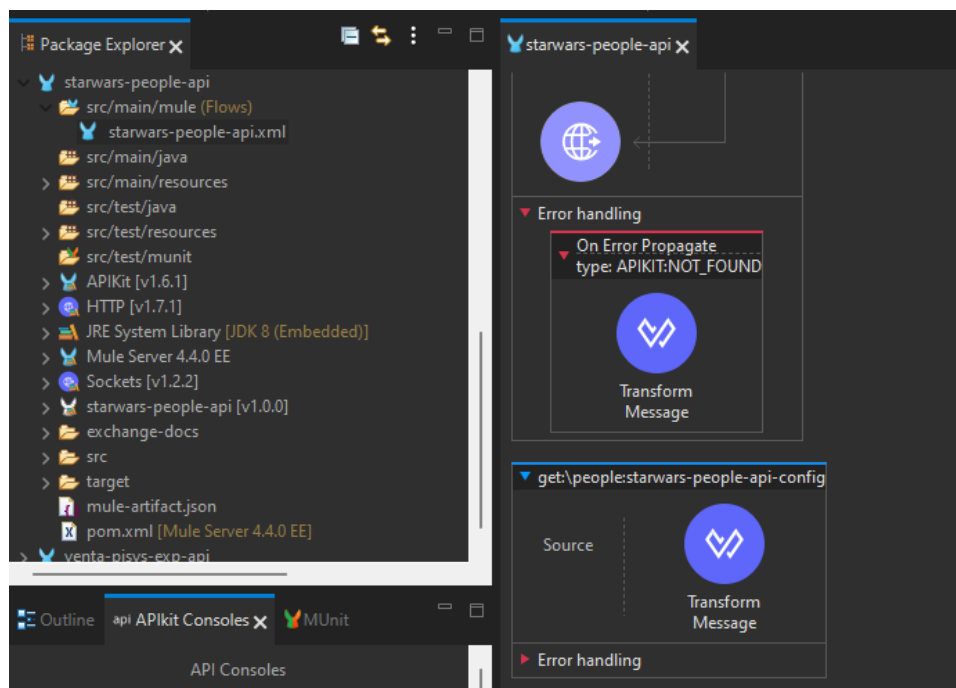 Package Explorer
starwars-people-api
src/main/mule (Flows)
starwars-people-api.xml
src/main/java
src/main/resources
src/test/java
src/test/resources
src/test/munit
APIKit [v1.6.1]
HTTP [v1.7.1]
JRE System Library [JDK 8 (Embedded)]
Mule Server 4.4.0 EE
Sockets [v1.2.2]
starwars-people-api [v1.0.0]
exchange-docs
src
target
mule-artifact.json
pom.xml [Mule Server 4.4.0 EE]
venta-pisys-exp-api
Outline
api APIkit Consoles
MUnit
API Consoles
starwars-people-api
Error handling
On Error Propagate
type: APIKIT:NOT_FOUND
Transform
Message
get:\people:starwars-people-api-config
Source
Transform
Message
Error handling